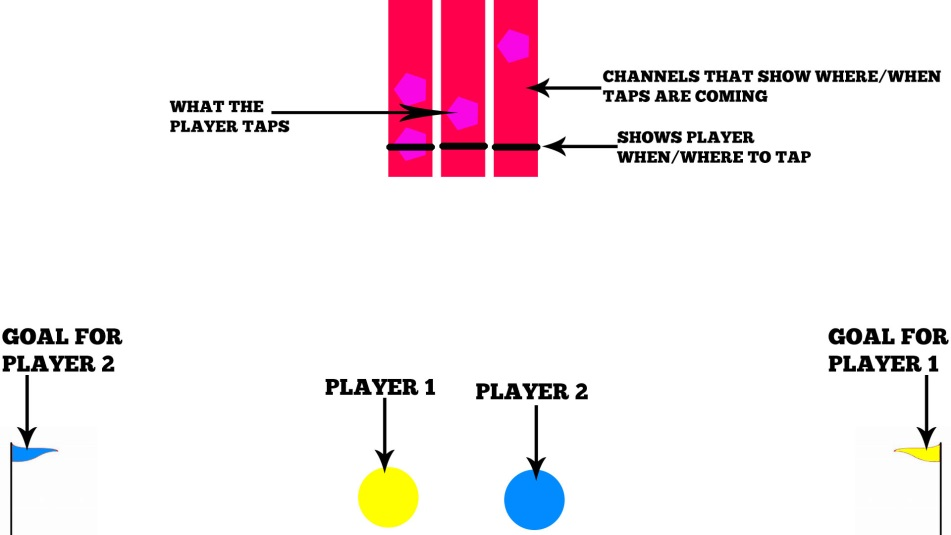 CHANNELS THAT SHOW WHERE/WHEN
TAPS ARE COMING
WHAT THE
PLAYER TAPS
SHOWS PLAYER
WHEN/WHERE TO TAP
GOAL FOR
PLAYER 2
GOAL FOR
PLAYER 1
PLAYER 1
PLAYER 2